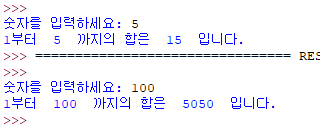 >>>
숫자를 입력하세요: 5
1부터  5  까지의 합은  15  입니다.
>>> ================================ RES
>>>
숫자를 입력하세요: 100
1부터  100  까지의 합은  5050  입니다.
>>>